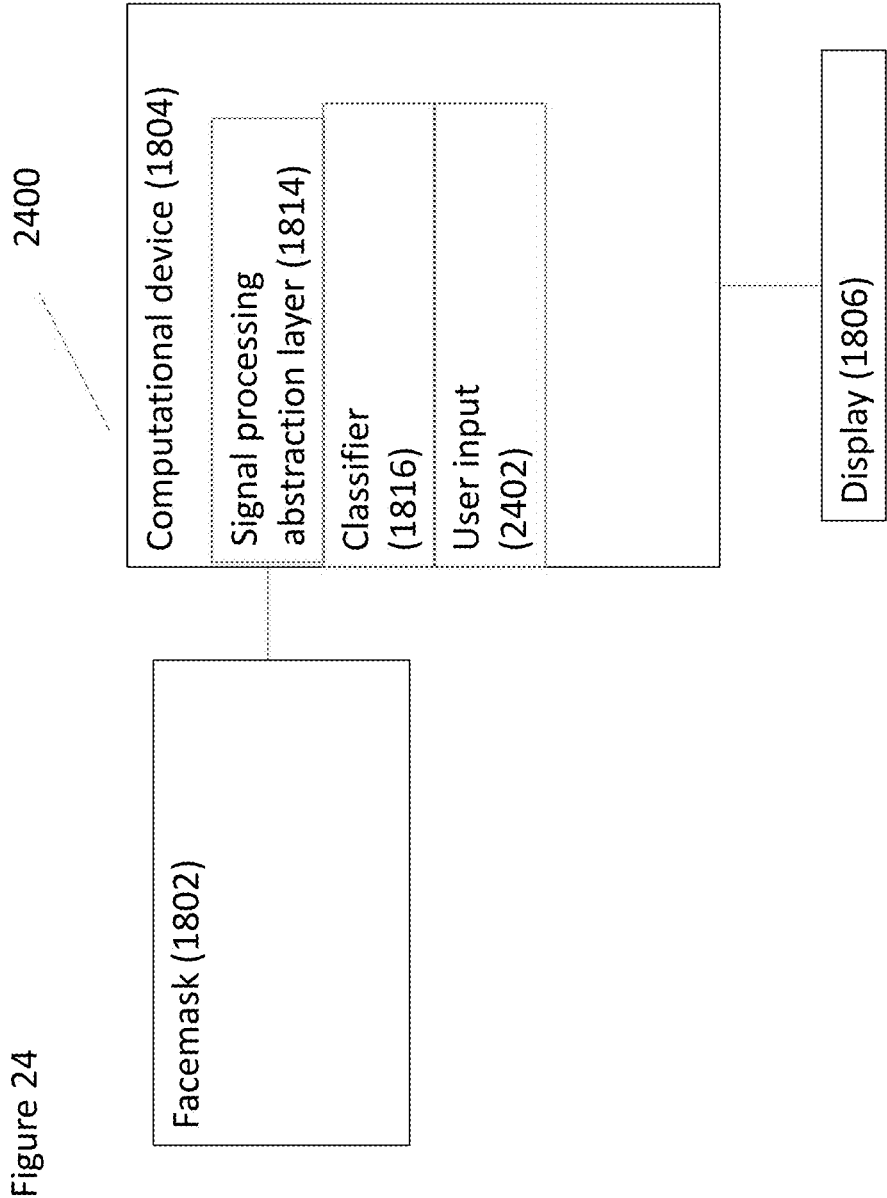 Figure 24
2400
Facemask (1802)
Computational device (1804)
Signal processing
abstraction layer (1814)
Classifier
(1816)
User input
(2402)
Display (1806)